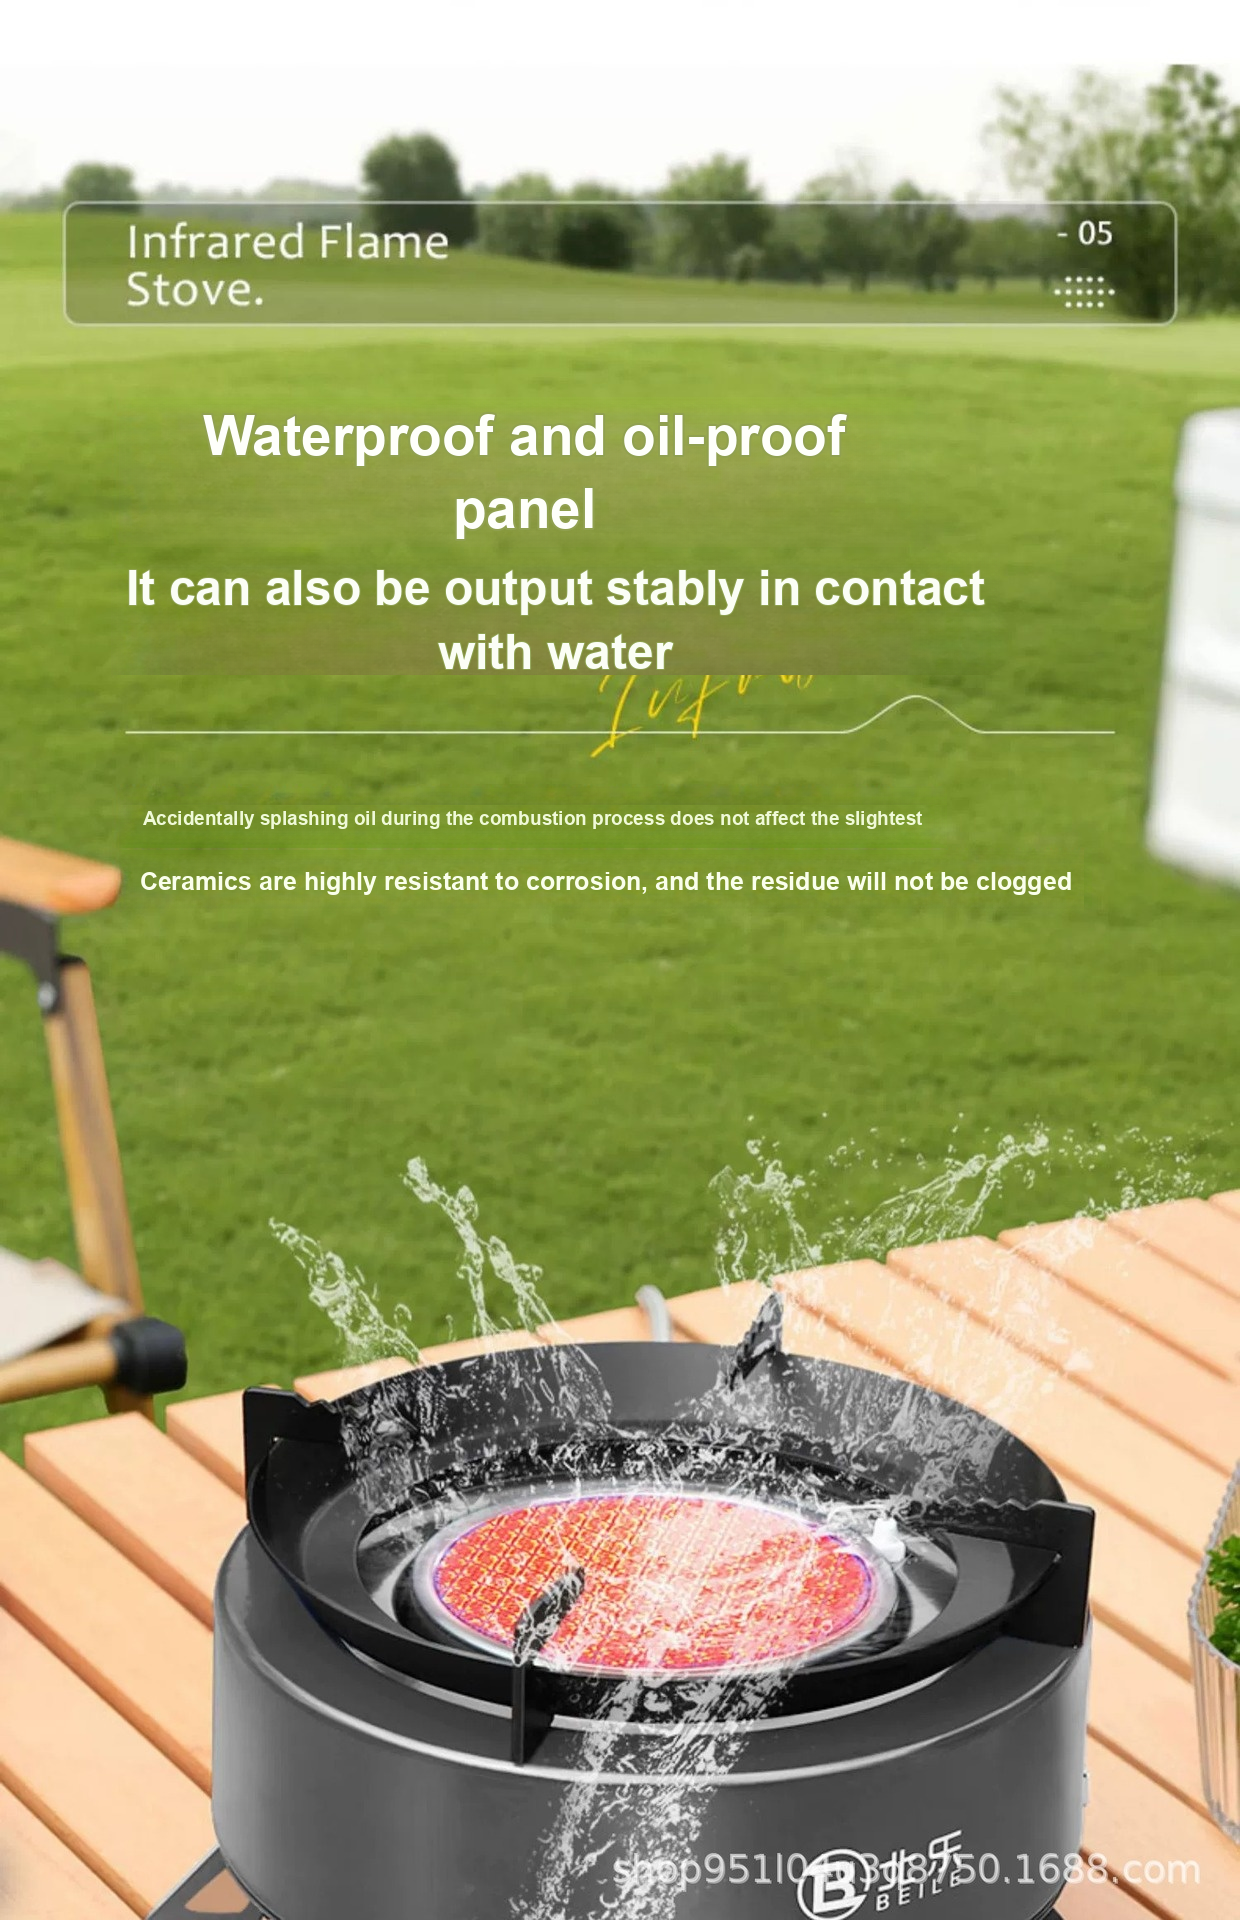 Infrared Flame
Stove.
- 05
Waterproof and oil-proof
panel
It can also be output stably in contact
with water
Accidentally splashing oil during the combustion process does not affect the slightest
Ceramics are highly resistant to corrosion, and the residue will not be clogged
北乐
BEILE